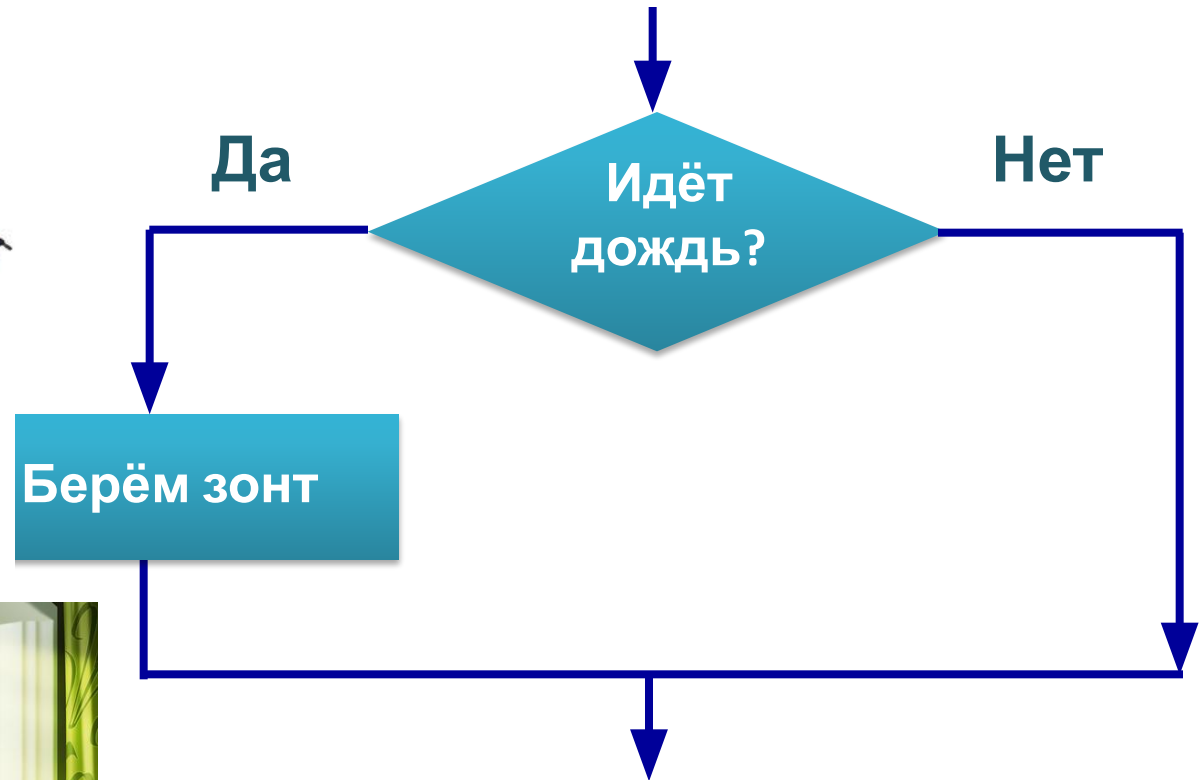 Да
Идёт
дождь?
Нет
Берём зонт